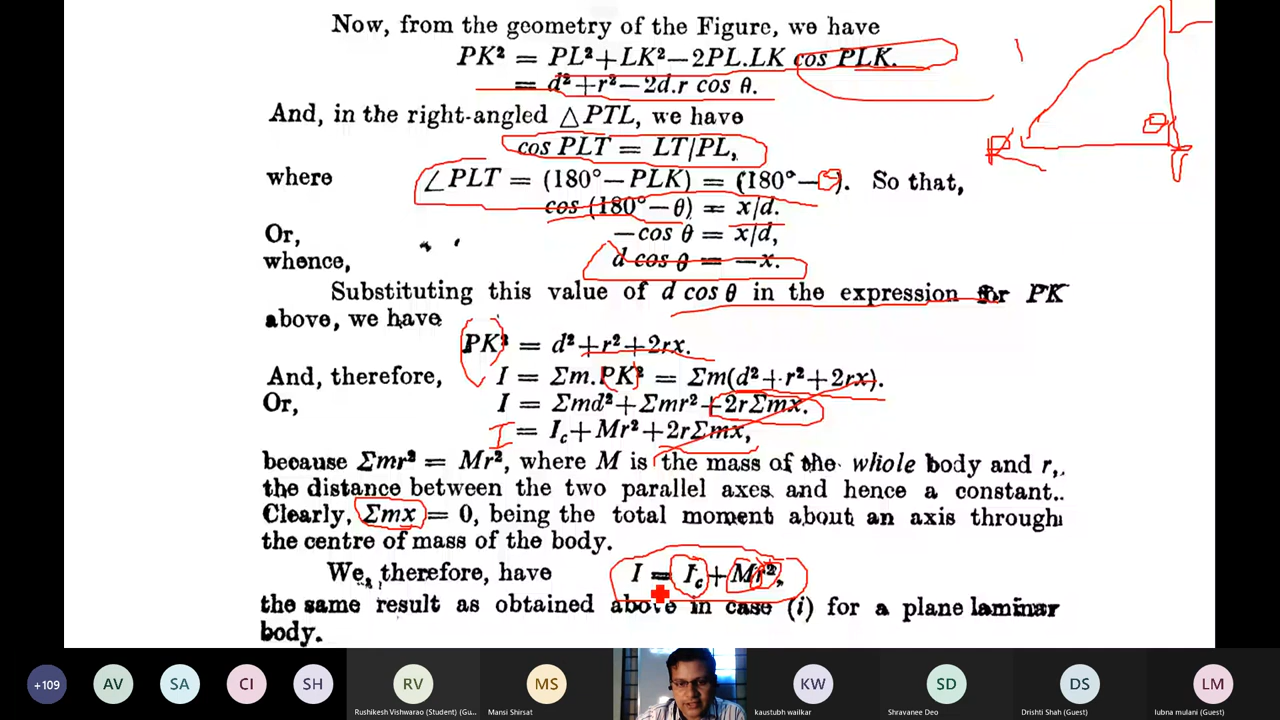 Now, from the geometry of the Figure, we have
PK² = PL²+LK²−2PL.LK cos PLK.
= d²+r²−2d.r cos θ.
And, in the right-angled △PTL, we have
cos PLT = LT/PL,
where ∠PLT = (180°−PLK) = (180°− ). So that,
cos (180°−θ) = x/d.
Or, −cos θ = x/d,
whence, d cos θ = −x.
Substituting this value of d cos θ in the expression for PK
above, we have
PK² = d²+r²+2rx.
And, therefore, I = Σm.PK² = Σm(d²+r²+2rx).
Or, I = Σmd²+Σmr²+2rΣmx.
I = Ic+Mr²+2rΣmx,
because Σmr² = Mr², where M is the mass of the whole body and r,
the distance between the two parallel axes and hence a constant.
Clearly, Σmx = 0, being the total moment about an axis through
the centre of mass of the body.
We, therefore, have I = Ic+Mr²,
the same result as obtained above in case (i) for a plane laminar
body.
+109 AV SA CI SH RV MS KW SD DS LM
Rushikesh Vishwarao (Student) (Gu... Mansi Shirsat kaustubh wailkar Shravanee Deo Drishti Shah (Guest) lubna mulani (Guest)